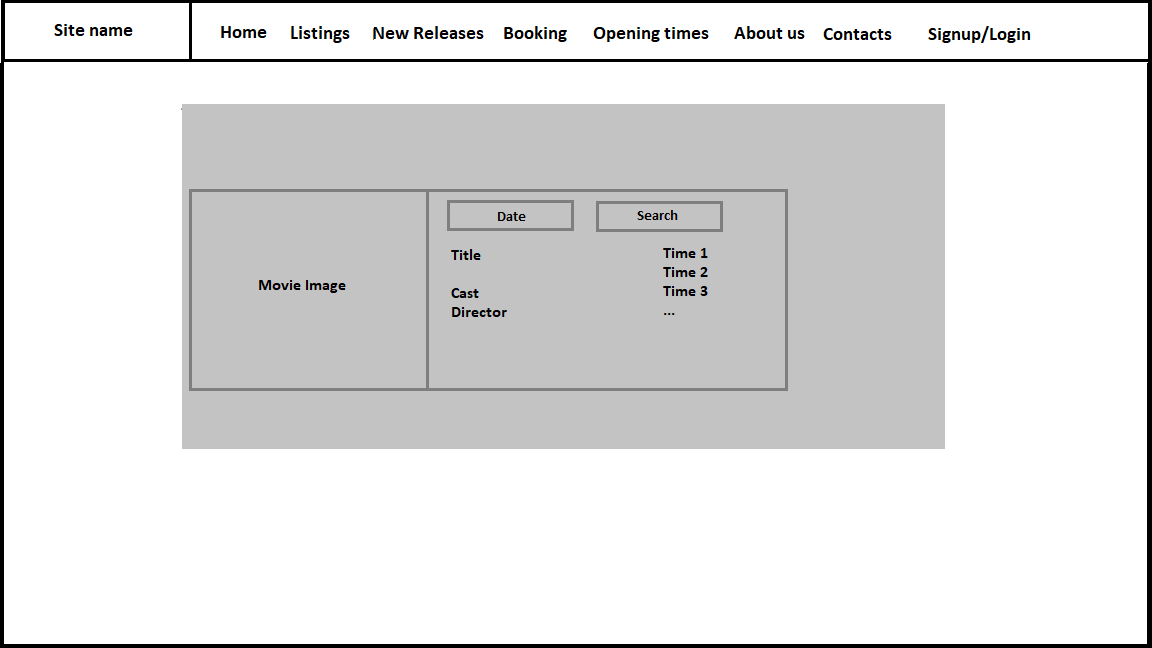 Site name Home Listings New Releases Booking Opening times About us Contacts Signup/Login
Date Search
Movie Image
Title
Cast
Director
Time 1
Time 2
Time 3
...